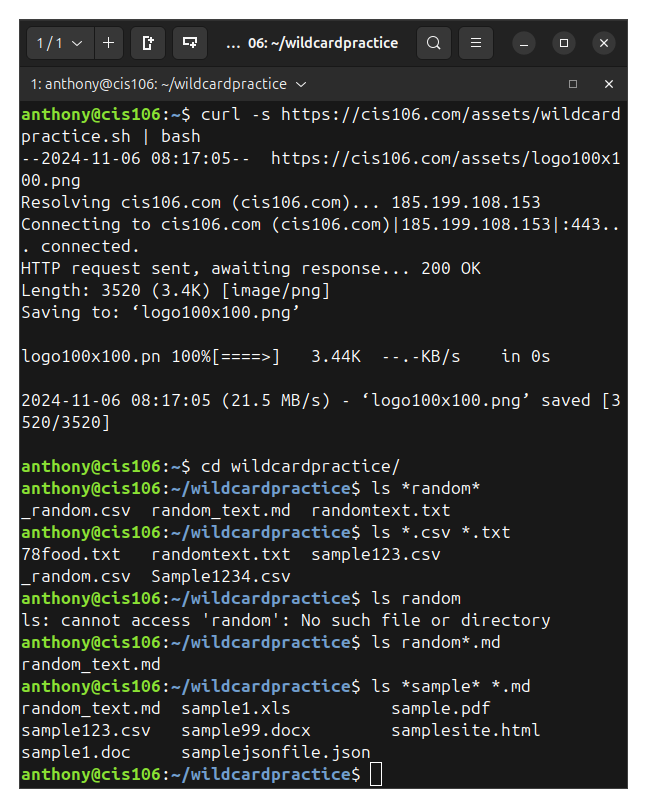 1 / 1
... 06: ~/wildcardpractice
1: anthony@cis106: ~/wildcardpractice
anthony@cis106:~$ curl -s https://cis106.com/assets/wildcard
practice.sh | bash
--2024-11-06 08:17:05--  https://cis106.com/assets/logo100x1
00.png
Resolving cis106.com (cis106.com)... 185.199.108.153
Connecting to cis106.com (cis106.com)|185.199.108.153|:443..
. connected.
HTTP request sent, awaiting response... 200 OK
Length: 3520 (3.4K) [image/png]
Saving to: ‘logo100x100.png’
logo100x100.pn 100%[====>]   3.44K  --.-KB/s    in 0s
2024-11-06 08:17:05 (21.5 MB/s) - ‘logo100x100.png’ saved [3
520/3520]
anthony@cis106:~$ cd wildcardpractice/
anthony@cis106:~/wildcardpractice$ ls *random*
_random.csv  random_text.md  randomtext.txt
anthony@cis106:~/wildcardpractice$ ls *.csv *.txt
78food.txt   randomtext.txt  sample123.csv
_random.csv  Sample1234.csv
anthony@cis106:~/wildcardpractice$ ls random
ls: cannot access 'random': No such file or directory
anthony@cis106:~/wildcardpractice$ ls random*.md
random_text.md
anthony@cis106:~/wildcardpractice$ ls *sample* *.md
random_text.md  sample1.xls          sample.pdf
sample123.csv   sample99.docx        samplesite.html
sample1.doc     samplejsonfile.json
anthony@cis106:~/wildcardpractice$